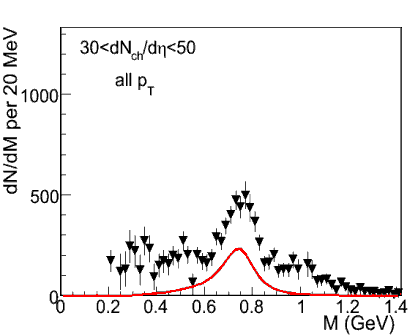 30<dN_ch/dη<50
all p_T
dN/dM per 20 MeV
1000
500
0
0 0.2 0.4 0.6 0.8 1 1.2 1.4
M (GeV)